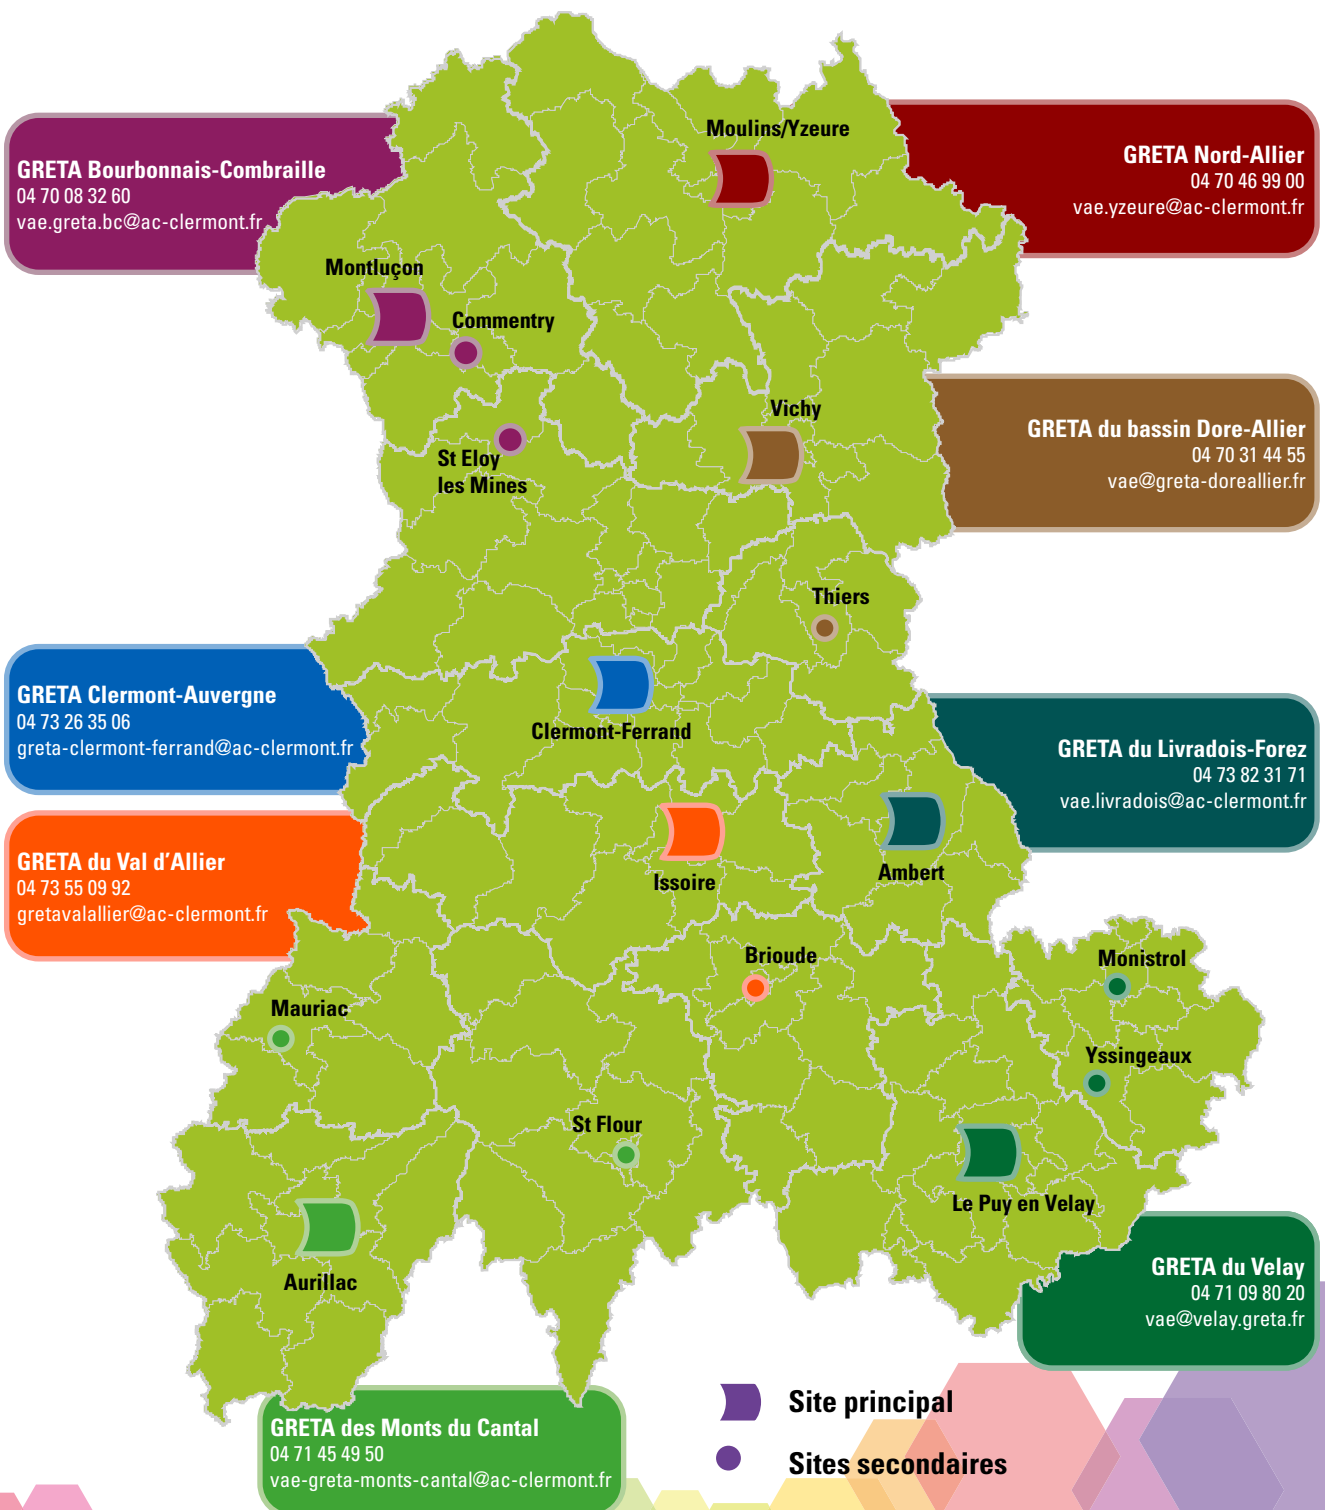 Moulins/Yzeure
GRETA Bourbonnais-Combraille
04 70 08 32 60
vae.greta.bc@ac-clermont.fr
GRETA Nord-Allier
04 70 46 99 00
vae.yzeure@ac-clermont.fr
Montluçon
Commentry
Vichy
St Eloy
les Mines
GRETA du bassin Dore-Allier
04 70 31 44 55
vae@greta-doreallier.fr
Thiers
GRETA Clermont-Auvergne
04 73 26 35 06
greta-clermont-ferrand@ac-clermont.fr
Clermont-Ferrand
GRETA du Livradois-Forez
04 73 82 31 71
vae.livradois@ac-clermont.fr
GRETA du Val d'Allier
04 73 55 09 92
gretavalallier@ac-clermont.fr
Issoire
Ambert
Brioude
Monistrol
Mauriac
Yssingeaux
St Flour
Le Puy en Velay
Aurillac
GRETA du Velay
04 71 09 80 20
vae@velay.greta.fr
GRETA des Monts du Cantal
04 71 45 49 50
vae-greta-monts-cantal@ac-clermont.fr
Site principal
Sites secondaires